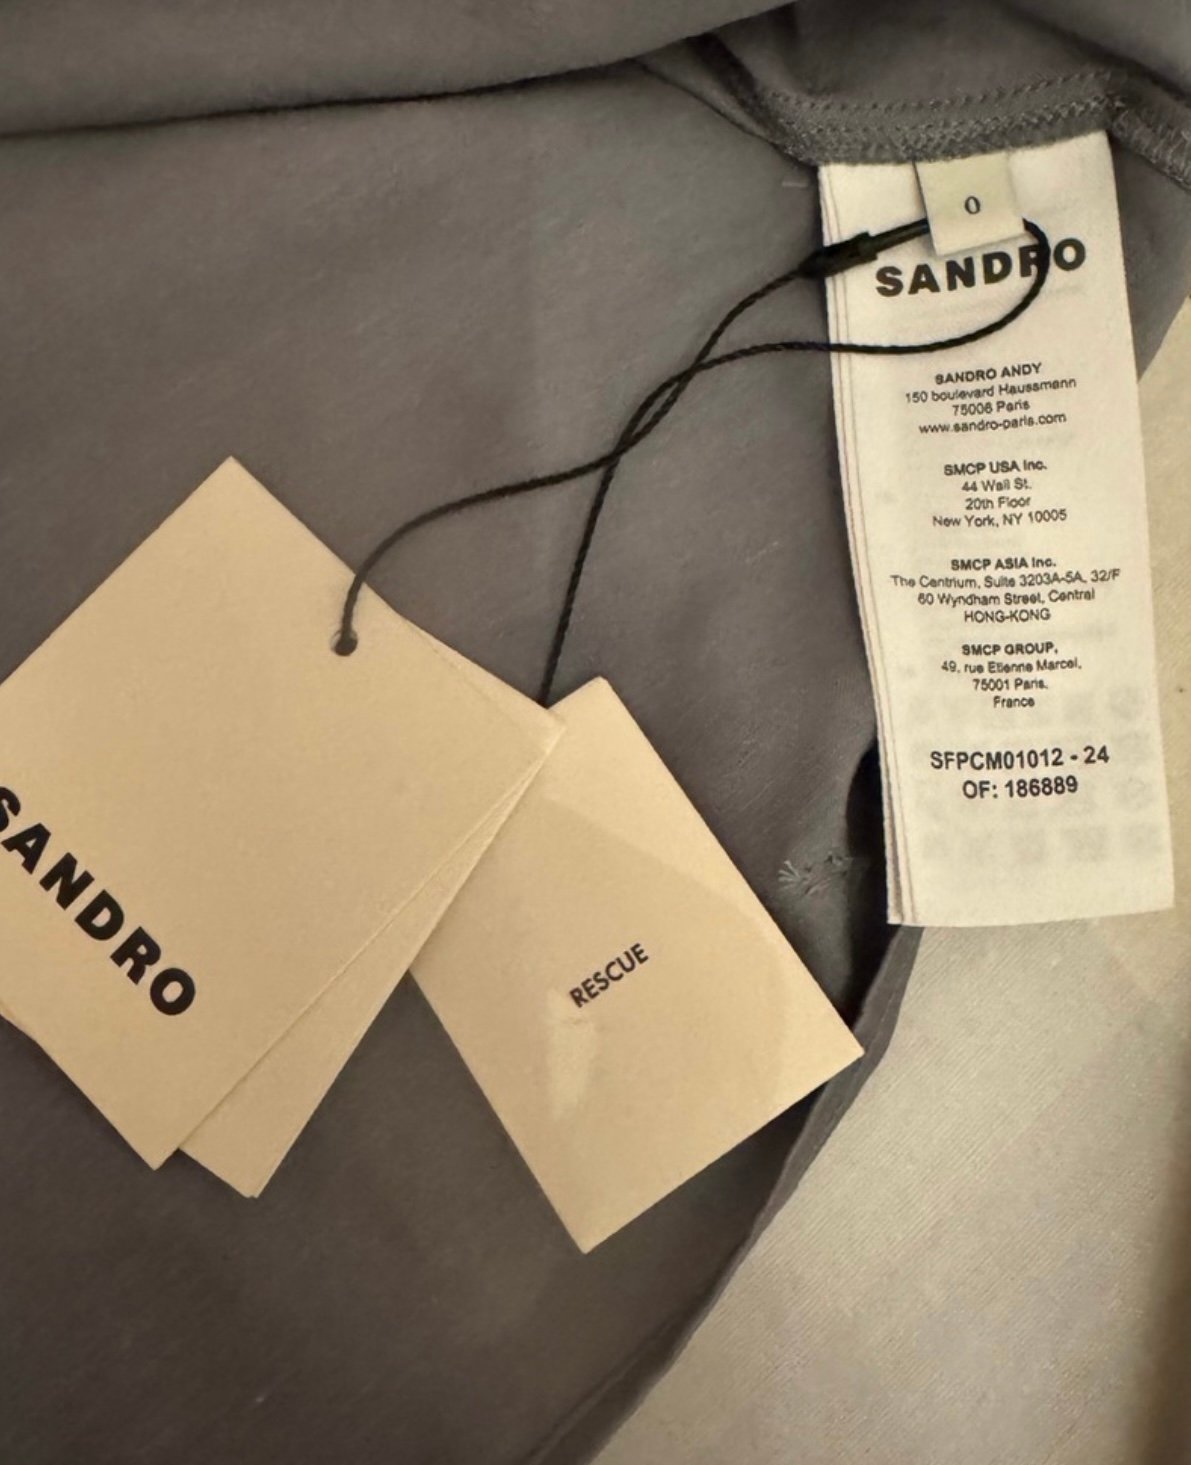 0
SANDRO
SANDRO ANDY
150 boulevard Haussmann
75008 Paris
www.sandro-paris.com
SMCP USA Inc.
44 Wall St.
20th Floor
New York, NY 10005
SMCP ASIA Inc.
The Centrium, Suite 3203A-5A, 32/F
60 Wyndham Street, Central
HONG-KONG
SMCP GROUP,
49, rue Etienne Marcel,
75001 Paris,
France
SFPCM01012 - 24
OF: 186889
SANDRO
RESCUE